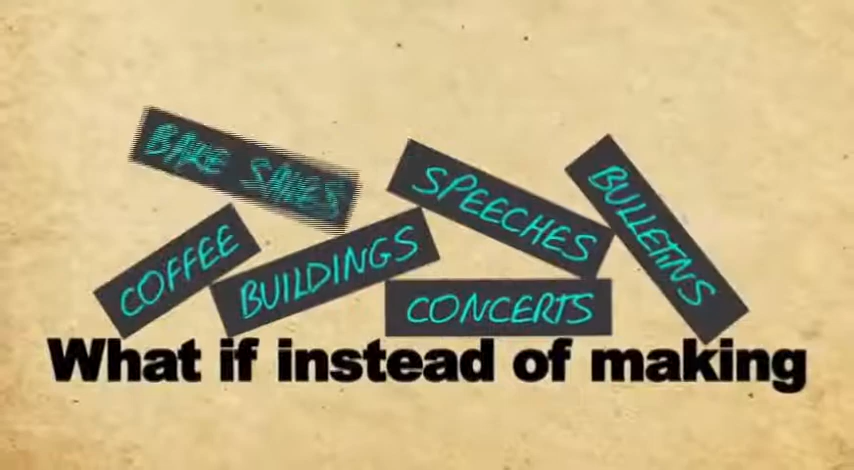 BAKE SALES
SPEECHES
BULLETINS
COFFEE
BUILDINGS
CONCERTS
What if instead of making